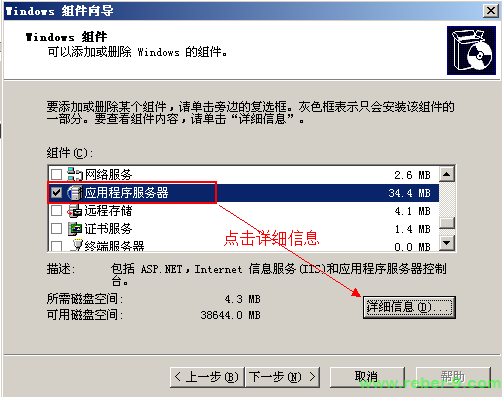 Windows 组件向导
Windows 组件
可以添加或删除 Windows 的组件。
要添加或删除某个组件，请单击旁边的复选框。灰色框表示只会安装该组件的
一部分。要查看组件内容，请单击“详细信息”。
组件(C):
网络服务 2.6 MB
应用程序服务器 34.4 MB
远程存储 4.1 MB
证书服务 1.4 MB
终端服务器 0.0 MB
点击详细信息
描述: 包括 ASP.NET，Internet 信息服务(IIS)和应用程序服务器控制
台。
所需磁盘空间: 4.3 MB
可用磁盘空间: 38644.0 MB
详细信息(D)...
< 上一步(B) 下一步(N) > 取消 帮助